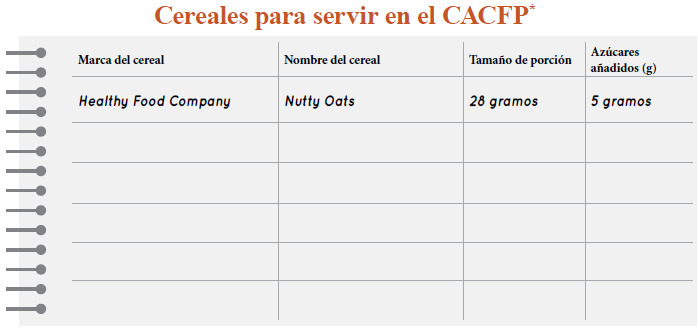 Cereales para servir en el CACFP*
Marca del cereal
Nombre del cereal
Tamaño de porción
Azúcares
añadidos (g)
Healthy Food Company
Nutty Oats
28 gramos
5 gramos